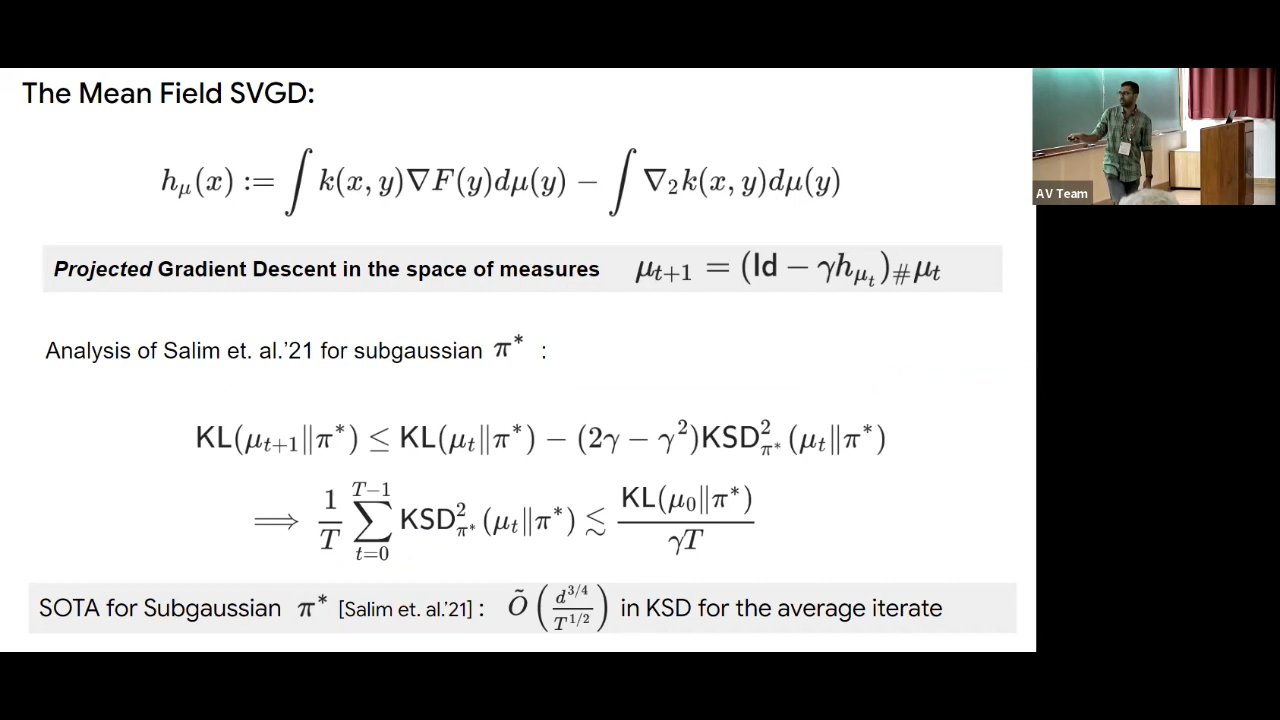 The Mean Field SVGD:
h_μ(x) := ∫ k(x, y)∇F(y)dμ(y) − ∫ ∇₂k(x, y)dμ(y)
Projected Gradient Descent in the space of measures μ_{t+1} = (Id − γh_{μ_t})_# μ_t
Analysis of Salim et. al.'21 for subgaussian π* :
KL(μ_{t+1}||π*) ≤ KL(μ_t||π*) − (2γ − γ²)KSD²_{π*}(μ_t||π*)
⟹ 1/T ∑_{t=0}^{T−1} KSD²_{π*}(μ_t||π*) ≲ KL(μ₀||π*)/γT
SOTA for Subgaussian π* [Salim et. al.'21] : Õ(d^{3/4}/T^{1/2}) in KSD for the average iterate
AV Team